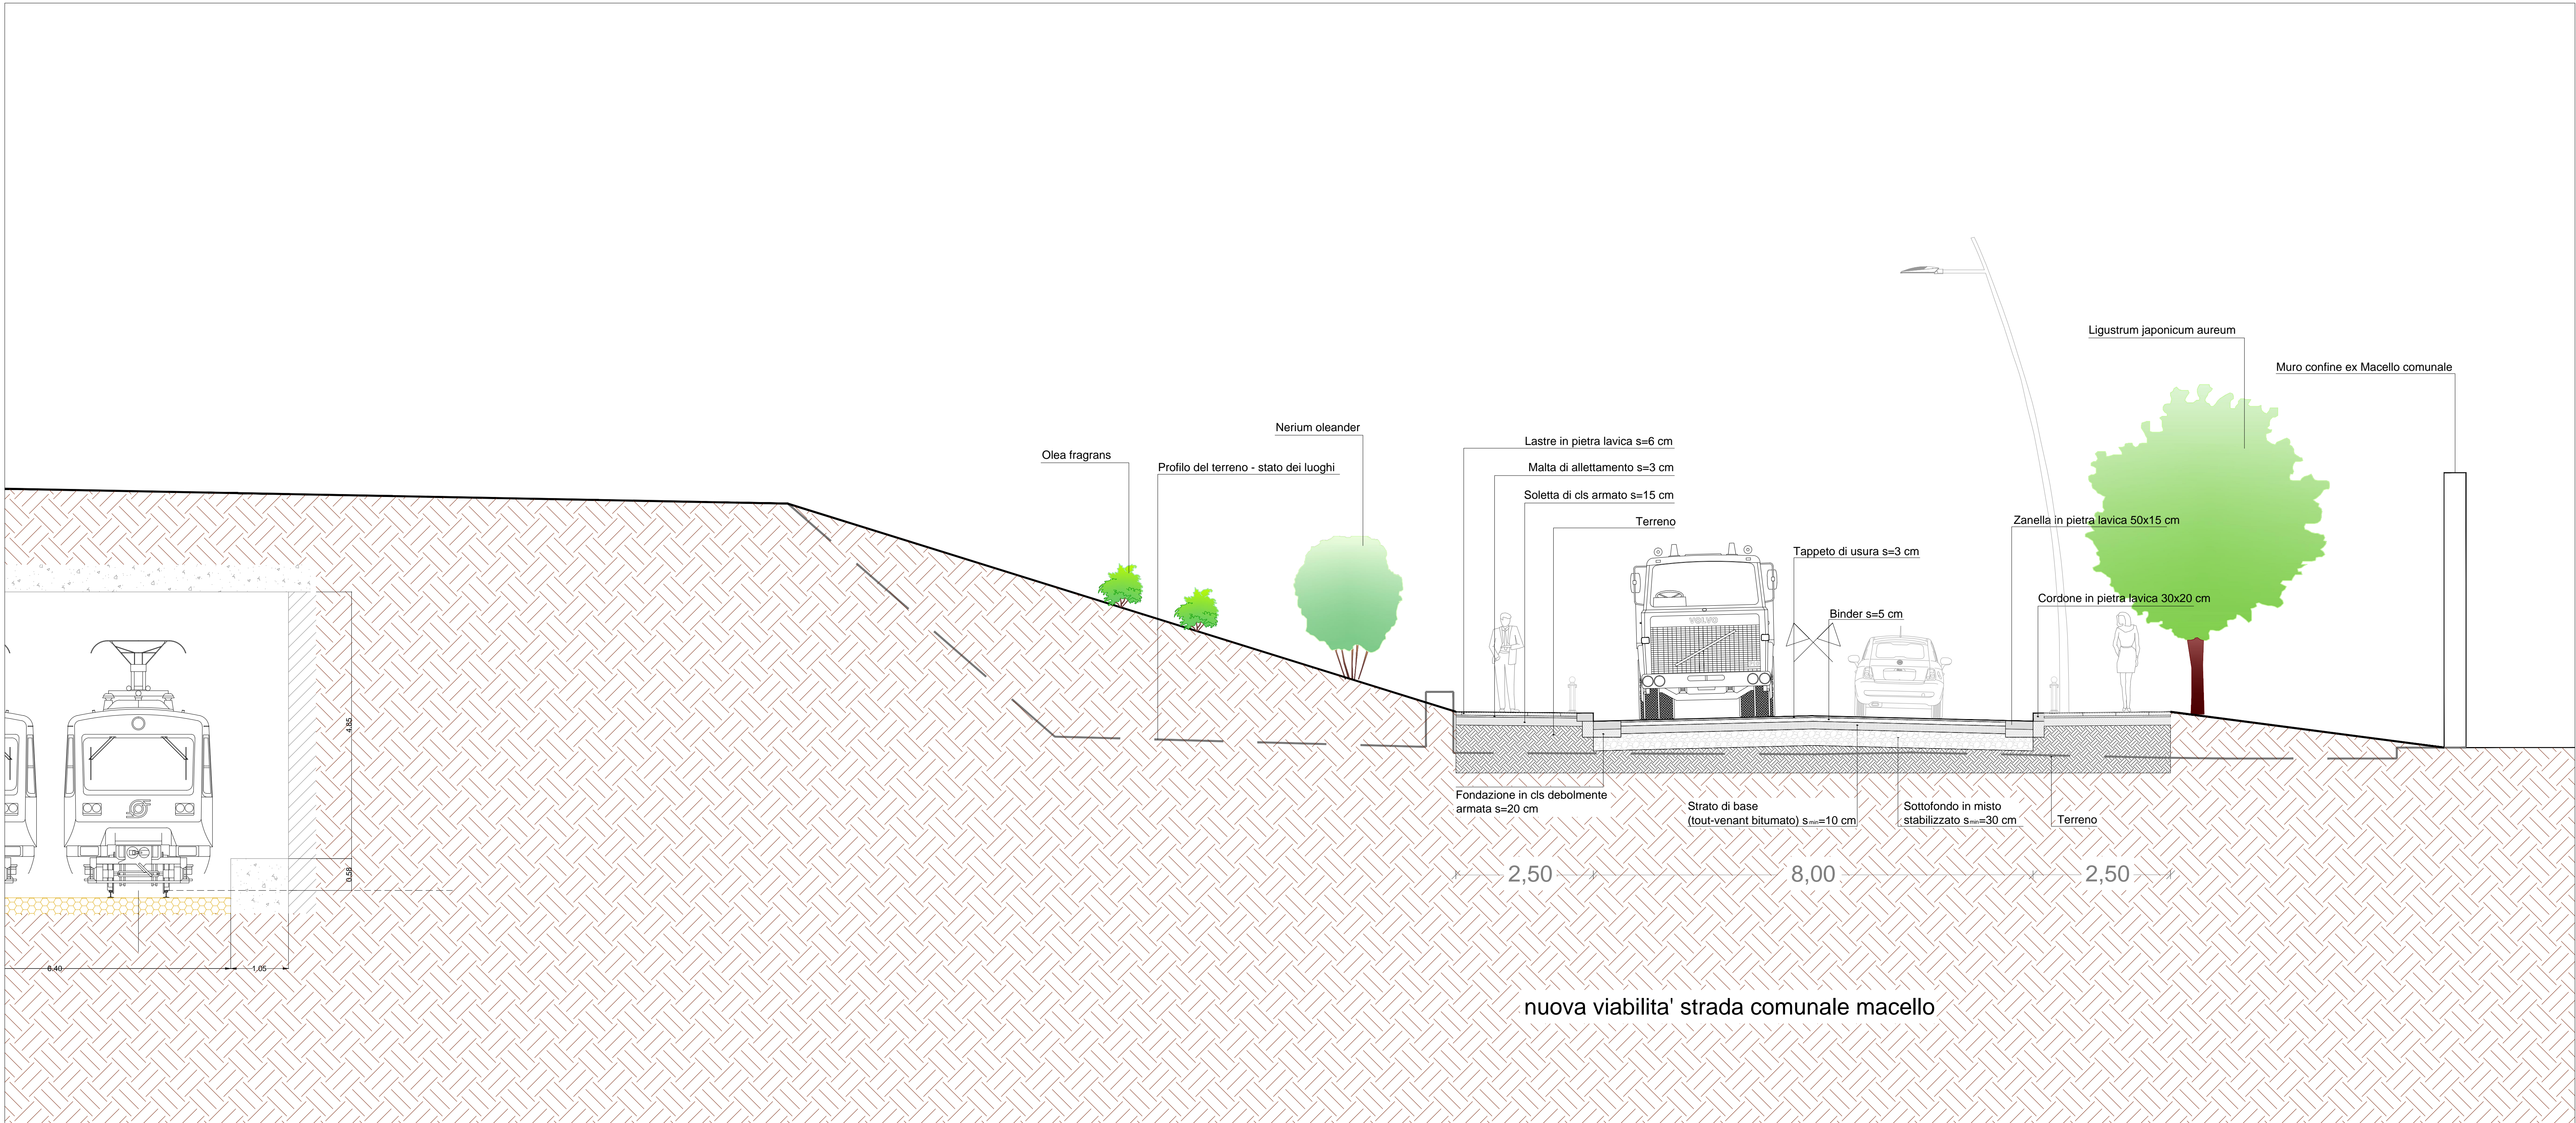 Ligustrum japonicum aureum
Muro confine ex Macello comunale
Nerium oleander
Olea fragrans
Profilo del terreno - stato dei luoghi
Lastre in pietra lavica s=6 cm
Malta di allettamento s=3 cm
Soletta di cls armato s=15 cm
Terreno
Zanella in pietra lavica 50x15 cm
Tappeto di usura s=3 cm
Cordone in pietra lavica 30x20 cm
Binder s=5 cm
VOLVO
4.85
0.58
Fondazione in cls debolmente
armata s=20 cm
Strato di base
(tout-venant bitumato) smin=10 cm
Sottofondo in misto
stabilizzato smin=30 cm
Terreno
2,50
8,00
2,50
6.40
1.05
nuova viabilita' strada comunale macello